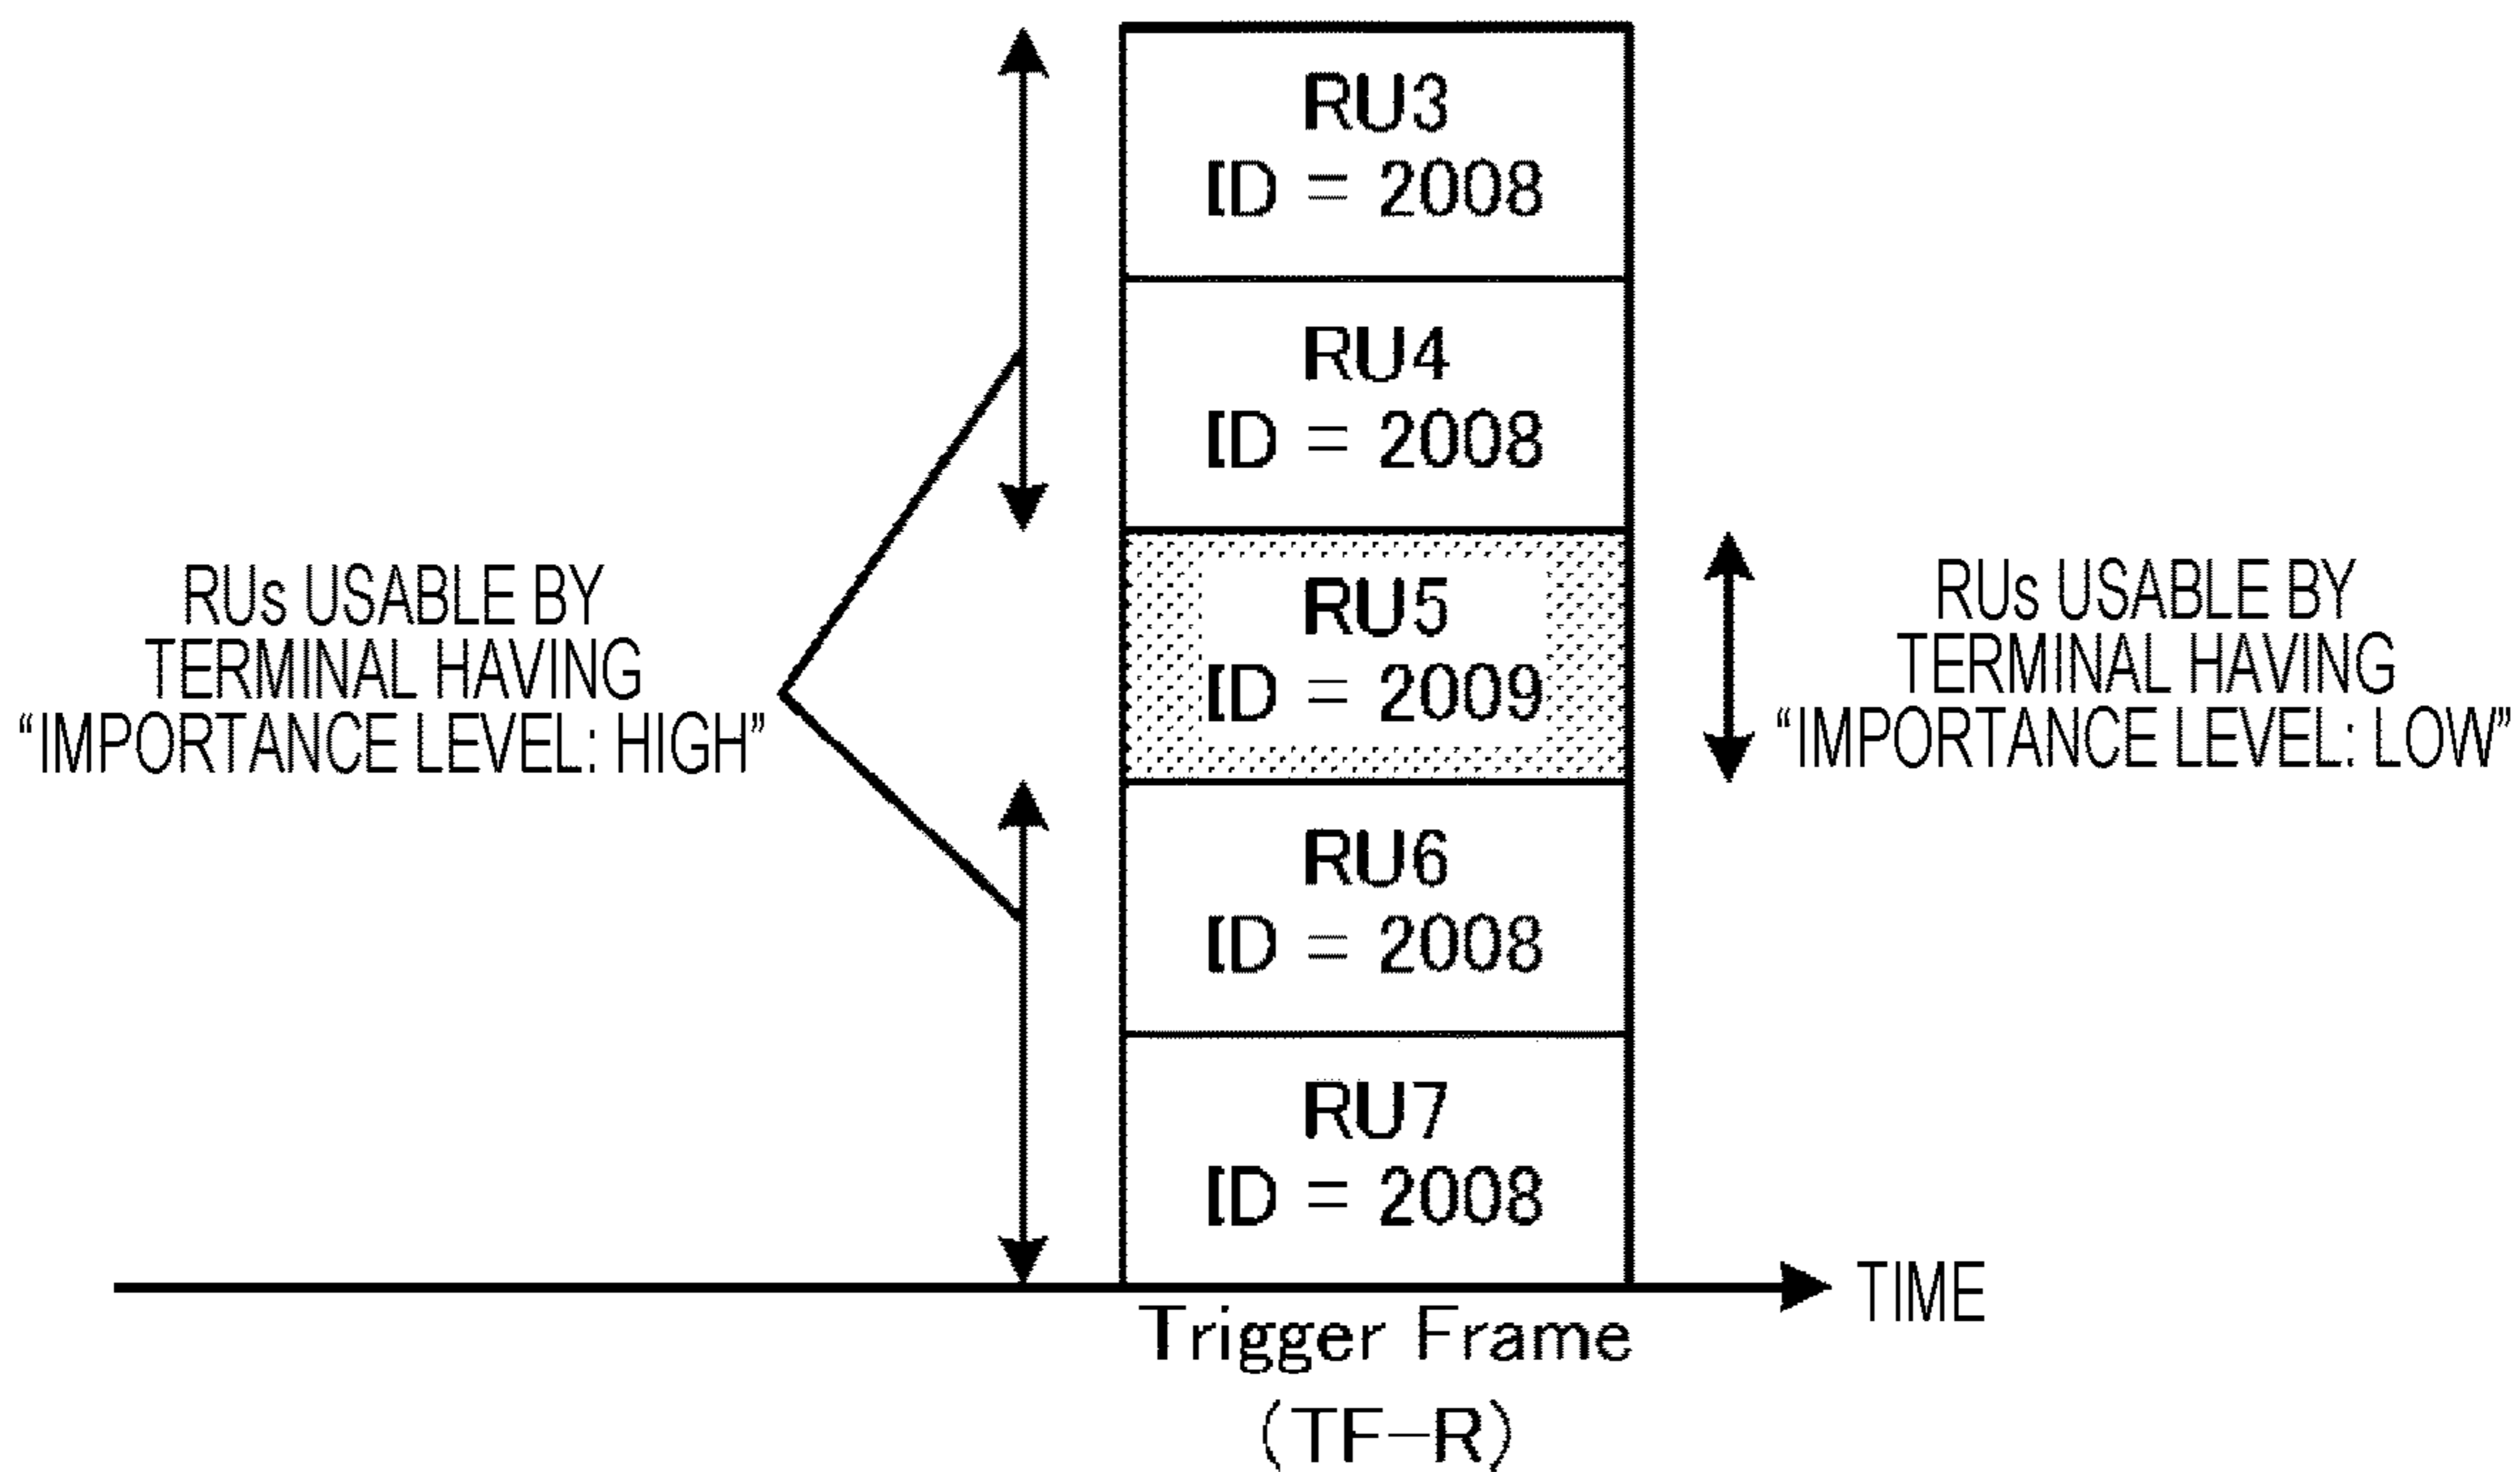 RU3
ID = 2008
RU4
ID = 2008
RUs USABLE BY
TERMINAL HAVING
“IMPORTANCE LEVEL: HIGH”
RU5
ID = 2009
RUs USABLE BY
TERMINAL HAVING
“IMPORTANCE LEVEL: LOW”
RU6
ID = 2008
RU7
ID = 2008
TIME
Trigger Frame
(TF-R)